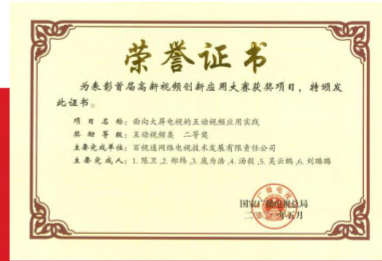 荣誉证书
为表彰首届高新视频创新应用大赛获奖项目，特颁发
此证书。
项目名称：面向大屏电视的互动视频应用实践
奖励等级：互动视频类 二等奖
主要完成单位：百视通网络电视技术发展有限责任公司
主要完成人：1.陈卫,2.郑炜,3.庞为浩,4.汤毅,5.吴云鹏,6.刘璐璐
国家广播电视总局